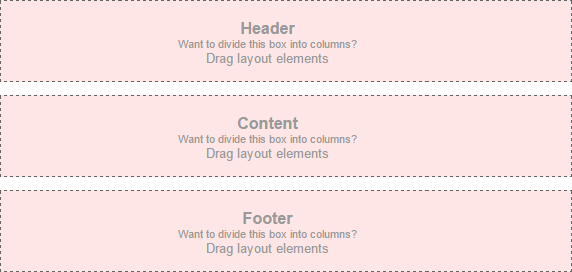 Header
Want to divide this box into columns?
Drag layout elements
Content
Want to divide this box into columns?
Drag layout elements
Footer
Want to divide this box into columns?
Drag layout elements